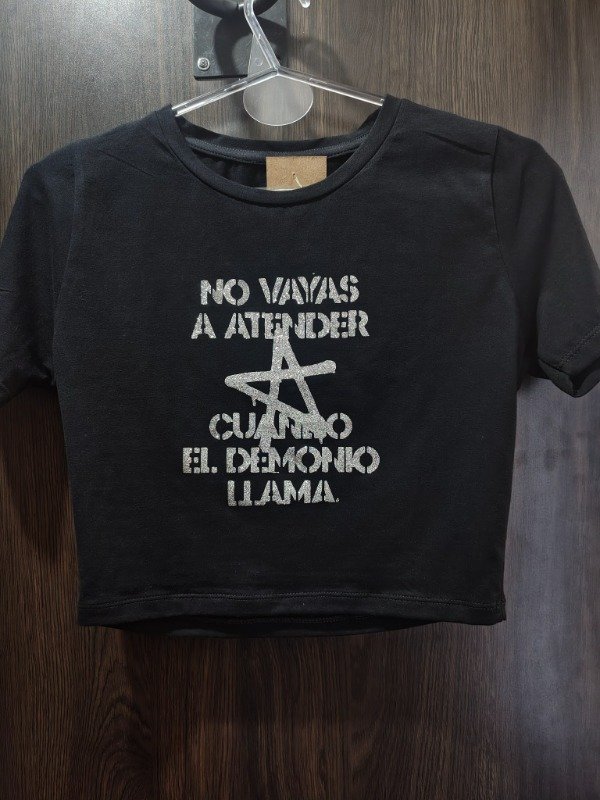 NO VAYAS
A ATENDER
CUANDO
EL DEMONIO
LLAMA.